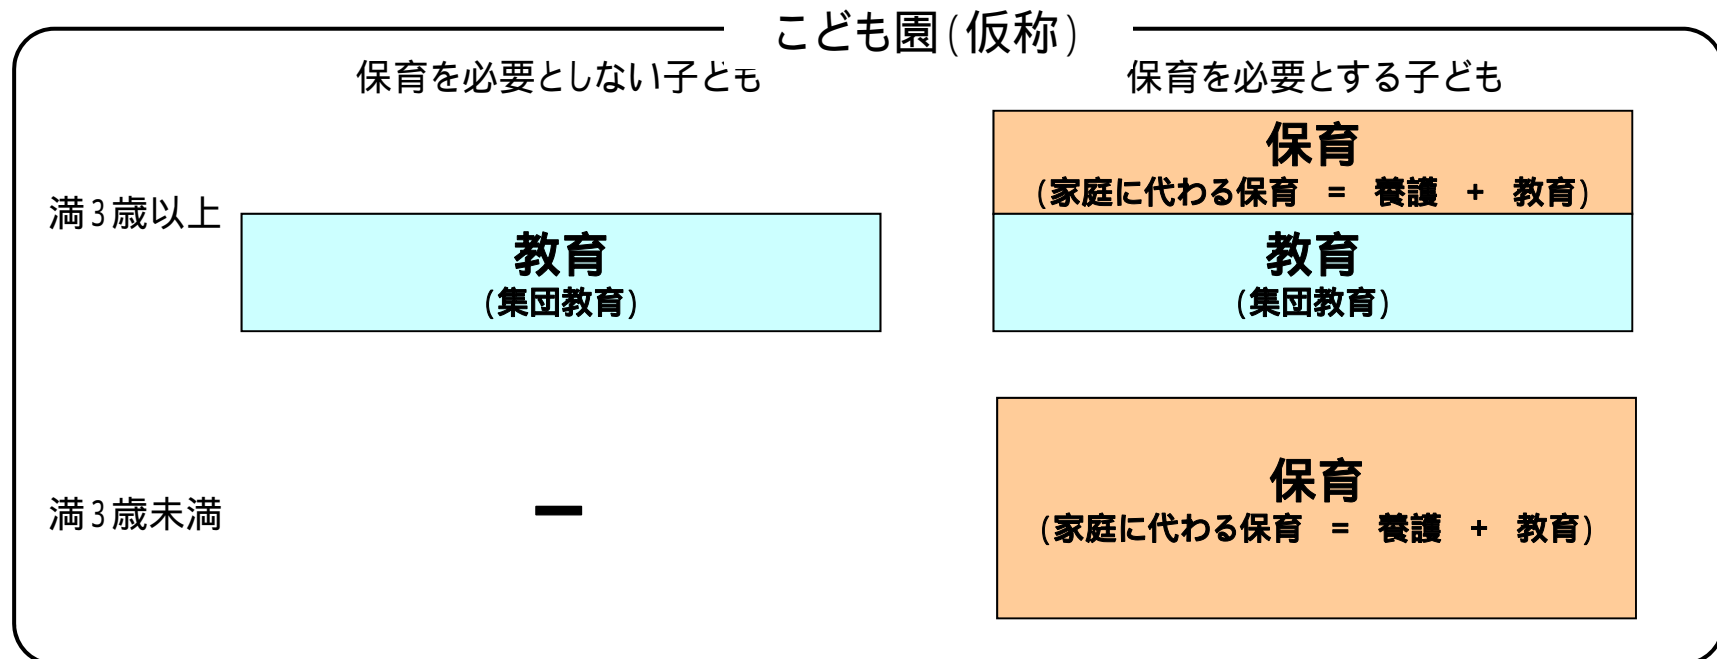 こども園(仮称)
保育を必要としない子ども
保育を必要とする子ども
保育
(家庭に代わる保育 = 養護 + 教育)
満3歳以上
教育
(集団教育)
教育
(集団教育)
満3歳未満
ー
保育
(家庭に代わる保育 = 養護 + 教育)